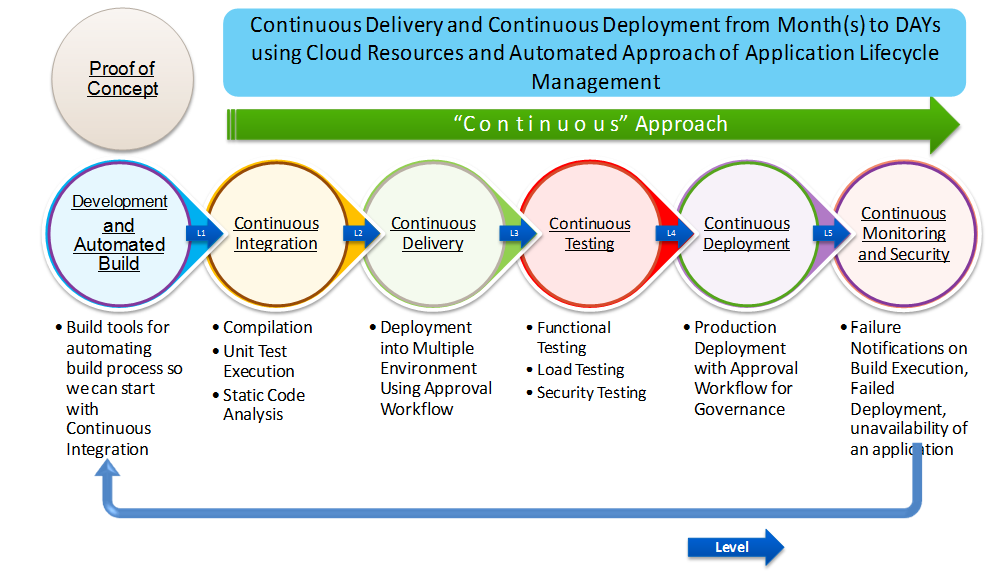 Proof of
Concept
Continuous Delivery and Continuous Deployment from Month(s) to DAYs
using Cloud Resources and Automated Approach of Application Lifecycle
Management
“C o n t i n u o u s” Approach
Development
and
Automated
Build
L1
Continuous
Integration
L2
Continuous
Delivery
L3
Continuous
Testing
L4
Continuous
Deployment
L5
Continuous
Monitoring
and Security
• Build tools for
automating
build process so
we can start
with
Continuous
Integration
• Compilation
• Unit Test
Execution
• Static Code
Analysis
• Deployment
into Multiple
Environment
Using Approval
Workflow
• Functional
Testing
• Load Testing
• Security Testing
• Production
Deployment
with Approval
Workflow for
Governance
• Failure
Notifications on
Build Execution,
Failed
Deployment,
unavailability of
an application
Level